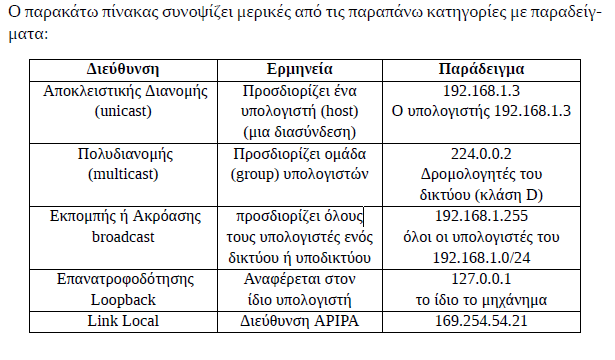 Ο παρακάτω πίνακας συνοψίζει μερικές από τις παραπάνω κατηγορίες με παραδείγ-
ματα:
Διεύθυνση Ερμηνεία Παράδειγμα
Αποκλειστικής Διανομής Προσδιορίζει ένα 192.168.1.3
(unicast) υπολογιστή (host) Ο υπολογιστής 192.168.1.3
(μια διασύνδεση)
Πολυδιανομής Προσδιορίζει ομάδα 224.0.0.2
(multicast) (group) υπολογιστών Δρομολογητές του
δικτύου (κλάση D)
Εκπομπής ή Ακρόασης προσδιορίζει όλους 192.168.1.255
broadcast τους υπολογιστές ενός όλοι οι υπολογιστές του
δικτύου ή υποδικτύου 192.168.1.0/24
Επανατροφοδότησης Αναφέρεται στον 127.0.0.1
Loopback ίδιο υπολογιστή το ίδιο το μηχάνημα
Link Local Διεύθυνση APIPA 169.254.54.21